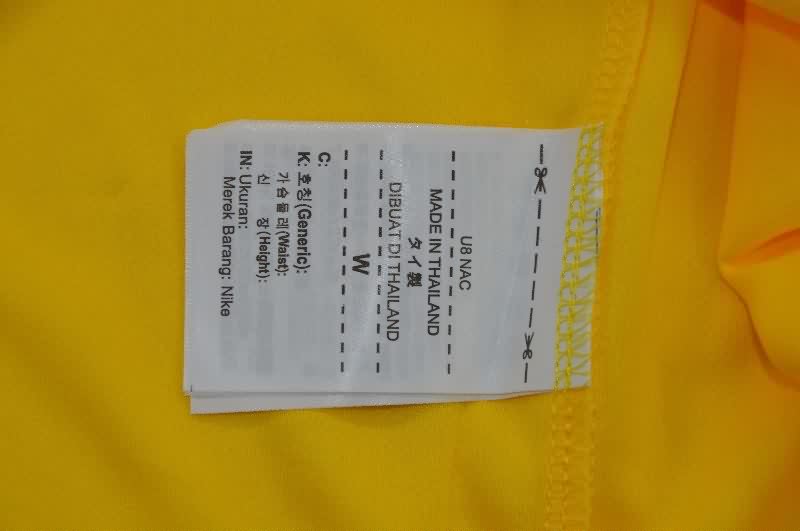 U8 NAC
MADE IN THAILAND
タイ製
DIBUAT DI THAILAND
W
C:
K: 호칭(Generic):
가슴둘레(Waist):
신 장(Height):
IN: Ukuran:
Merek Barang: Nike